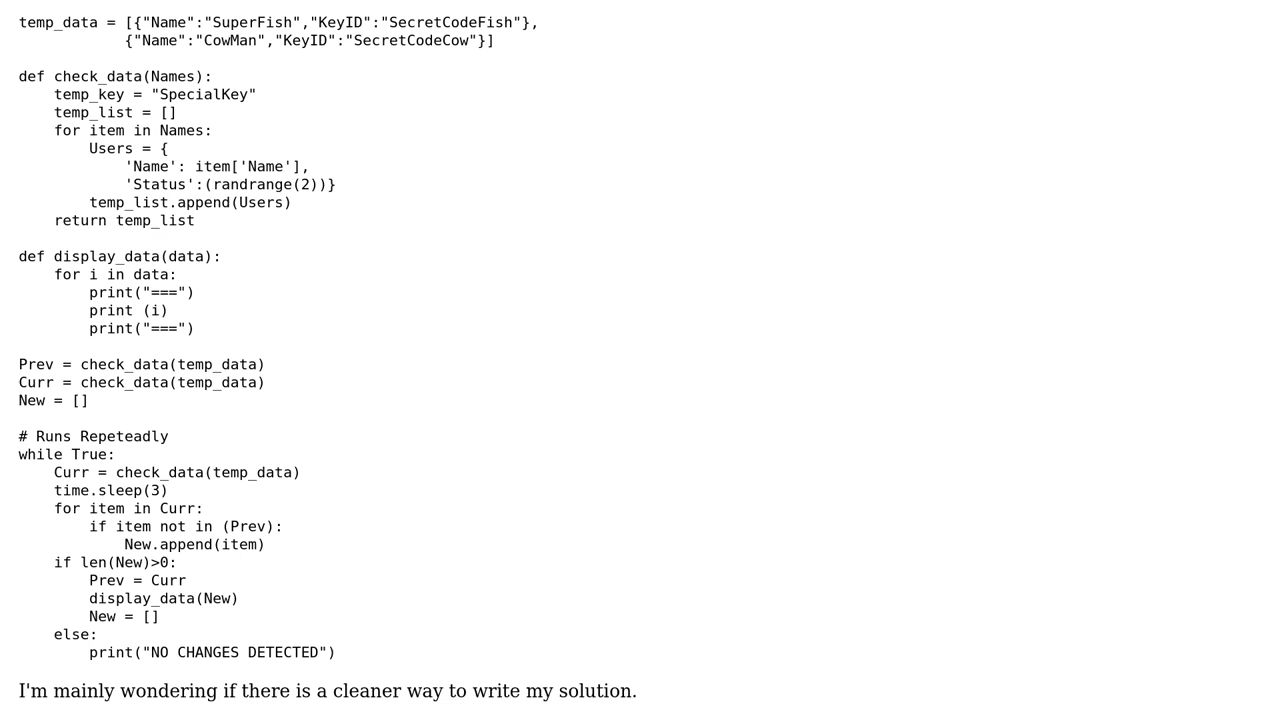 temp_data = [{"Name":"SuperFish","KeyID":"SecretCodeFish"},
            {"Name":"CowMan","KeyID":"SecretCodeCow"}]

def check_data(Names):
    temp_key = "SpecialKey"
    temp_list = []
    for item in Names:
        Users = {
            'Name': item['Name'],
            'Status':(randrange(2))}
        temp_list.append(Users)
    return temp_list

def display_data(data):
    for i in data:
        print("===")
        print (i)
        print("===")

Prev = check_data(temp_data)
Curr = check_data(temp_data)
New = []

# Runs Repeteadly
while True:
    Curr = check_data(temp_data)
    time.sleep(3)
    for item in Curr:
        if item not in (Prev):
            New.append(item)
    if len(New)>0:
        Prev = Curr
        display_data(New)
        New = []
    else:
        print("NO CHANGES DETECTED")

I'm mainly wondering if there is a cleaner way to write my solution.